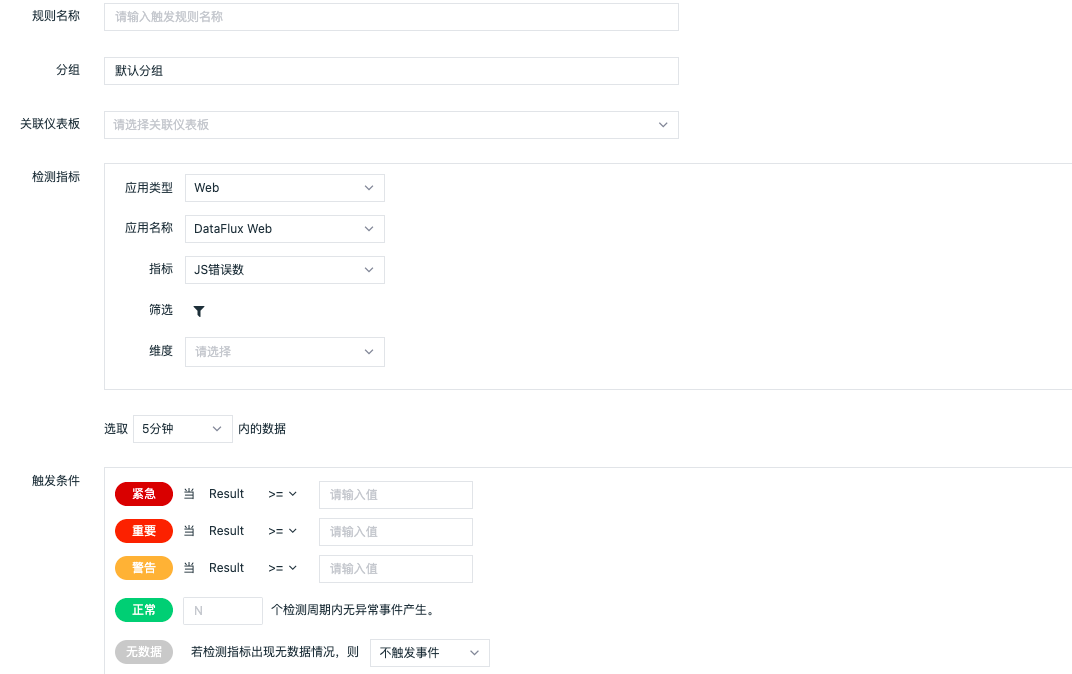 规则名称 请输入触发规则名称
分组 默认分组
关联仪表板 请选择关联仪表板
检测指标
应用类型 Web
应用名称 DataFlux Web
指标 JS错误数
筛选
维度 请选择
选取 5分钟 内的数据
触发条件
紧急 当 Result >= 请输入值
重要 当 Result >= 请输入值
警告 当 Result >= 请输入值
正常 N 个检测周期内无异常事件产生。
无数据 若检测指标出现无数据情况，则 不触发事件